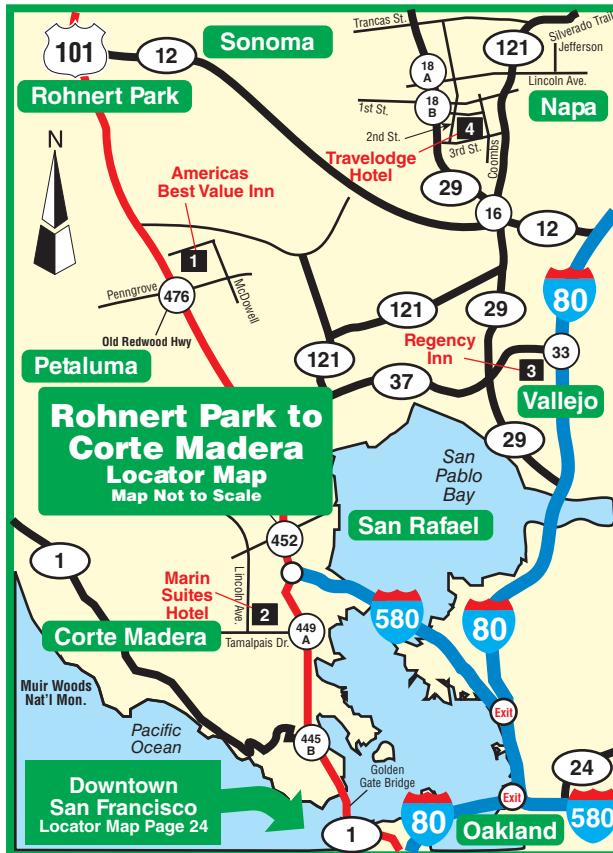 Trancas St.
Silverado Trail
Jefferson
Sonoma
101
12
121
18
A
Lincoln Ave.
Rohnert Park
18
B
1st St.
Napa
2nd St.
4
3rd St.
Coombs
N
Americas
Best Value Inn
Travelodge
Hotel
29
16
12
1
80
Penngrove
McDowell
476
121
29
Old Redwood Hwy
Regency
Inn
33
121
3
Petaluma
37
Vallejo
Rohnert Park to
Corte Madera
Locator Map
Map Not to Scale
29
San
Pablo
Bay
San Rafael
452
1
Lincoln Ave.
Marin
Suites
Hotel
2
580
80
449
A
Corte Madera
Tamalpais Dr.
Muir Woods
Nat'l Mon.
Exit
Pacific
Ocean
445
B
Golden
Gate Bridge
24
Downtown
San Francisco
Locator Map Page 24
Exit
1
80
Oakland
580